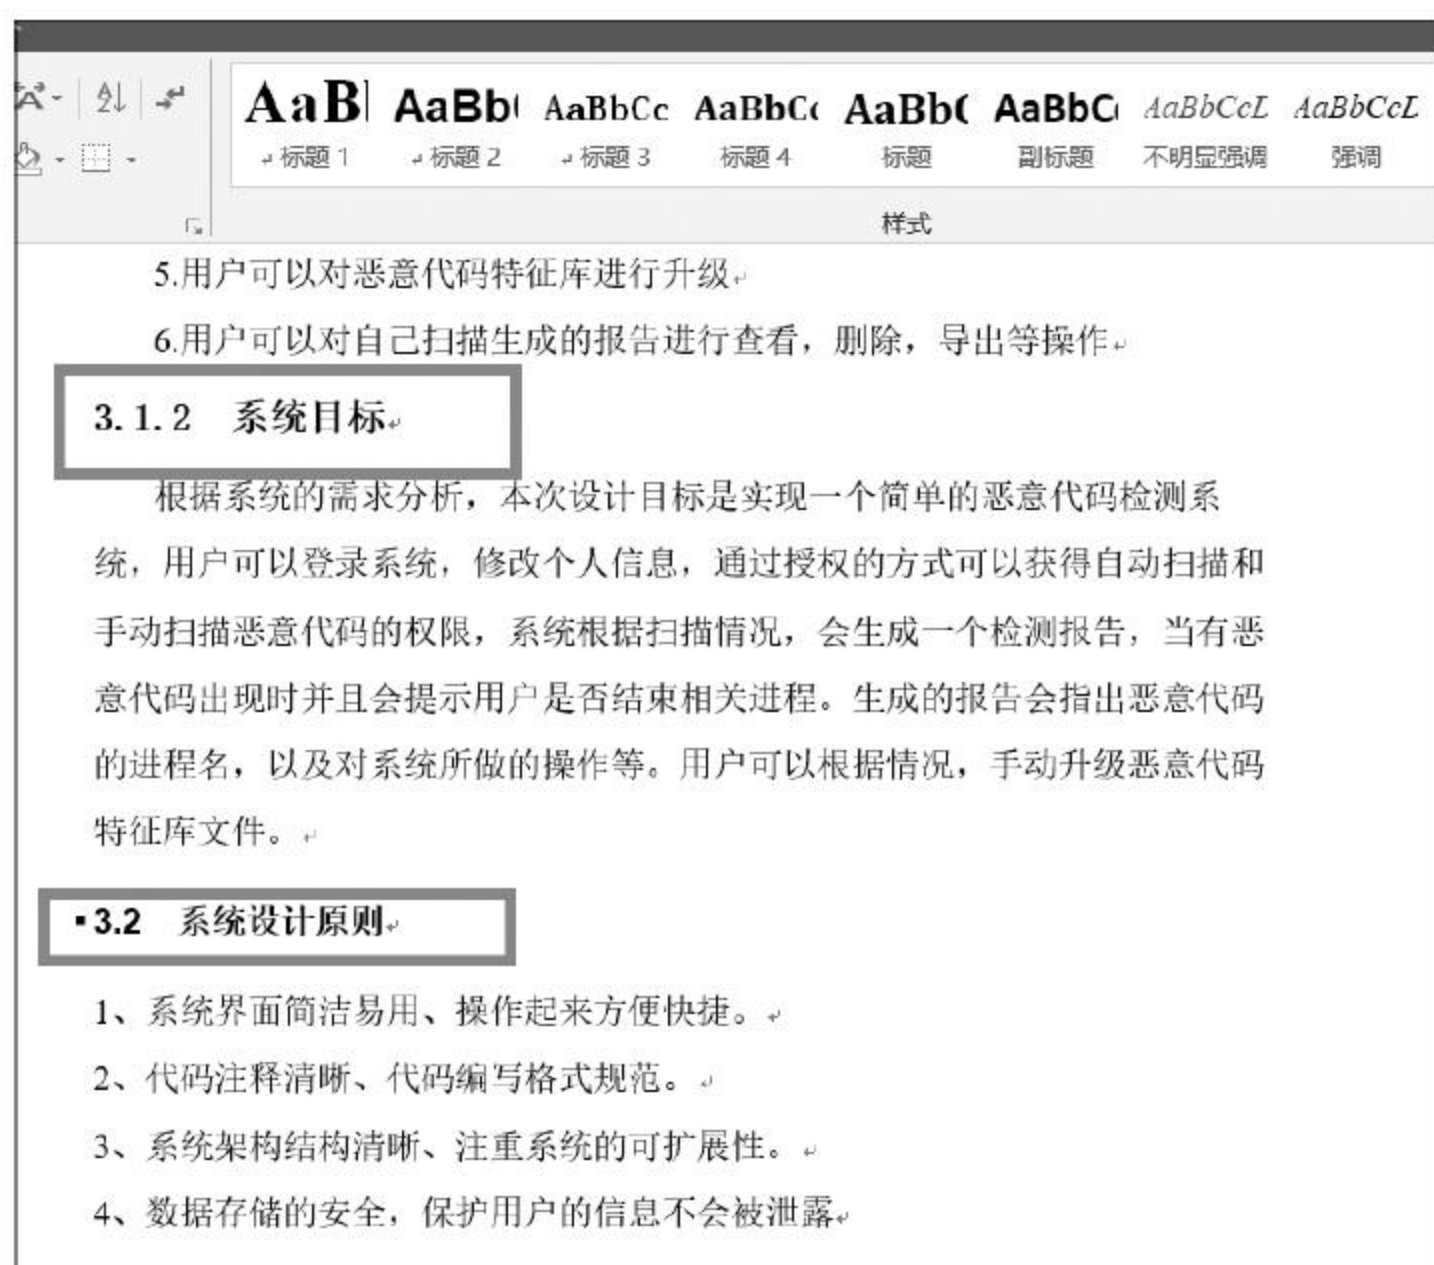 AaBl AaBb( AaBbCc AaBbCc AaBb( AaBbC AaBbCcD AaBbCcD
标题 1 标题 2 标题 3 标题 4 标题 副标题 不明显强调 强调
样式
5.用户可以对恶意代码特征库进行升级
6.用户可以对自己扫描生成的报告进行查看，删除，导出等操作
3.1.2 系统目标
根据系统的需求分析，本次设计目标是实现一个简单的恶意代码检测系
统，用户可以登录系统，修改个人信息，通过授权的方式可以获得自动扫描和
手动扫描恶意代码的权限，系统根据扫描情况，会生成一个检测报告，当有恶
意代码出现时并且会提示用户是否结束相关进程。生成的报告会指出恶意代码
的进程名，以及对系统所做的操作等。用户可以根据情况，手动升级恶意代码
特征库文件。
3.2 系统设计原则
1、系统界面简洁易用、操作起来方便快捷。
2、代码注释清晰、代码编写格式规范。
3、系统架构结构清晰、注重系统的可扩展性。
4、数据存储的安全，保护用户的信息不会被泄露